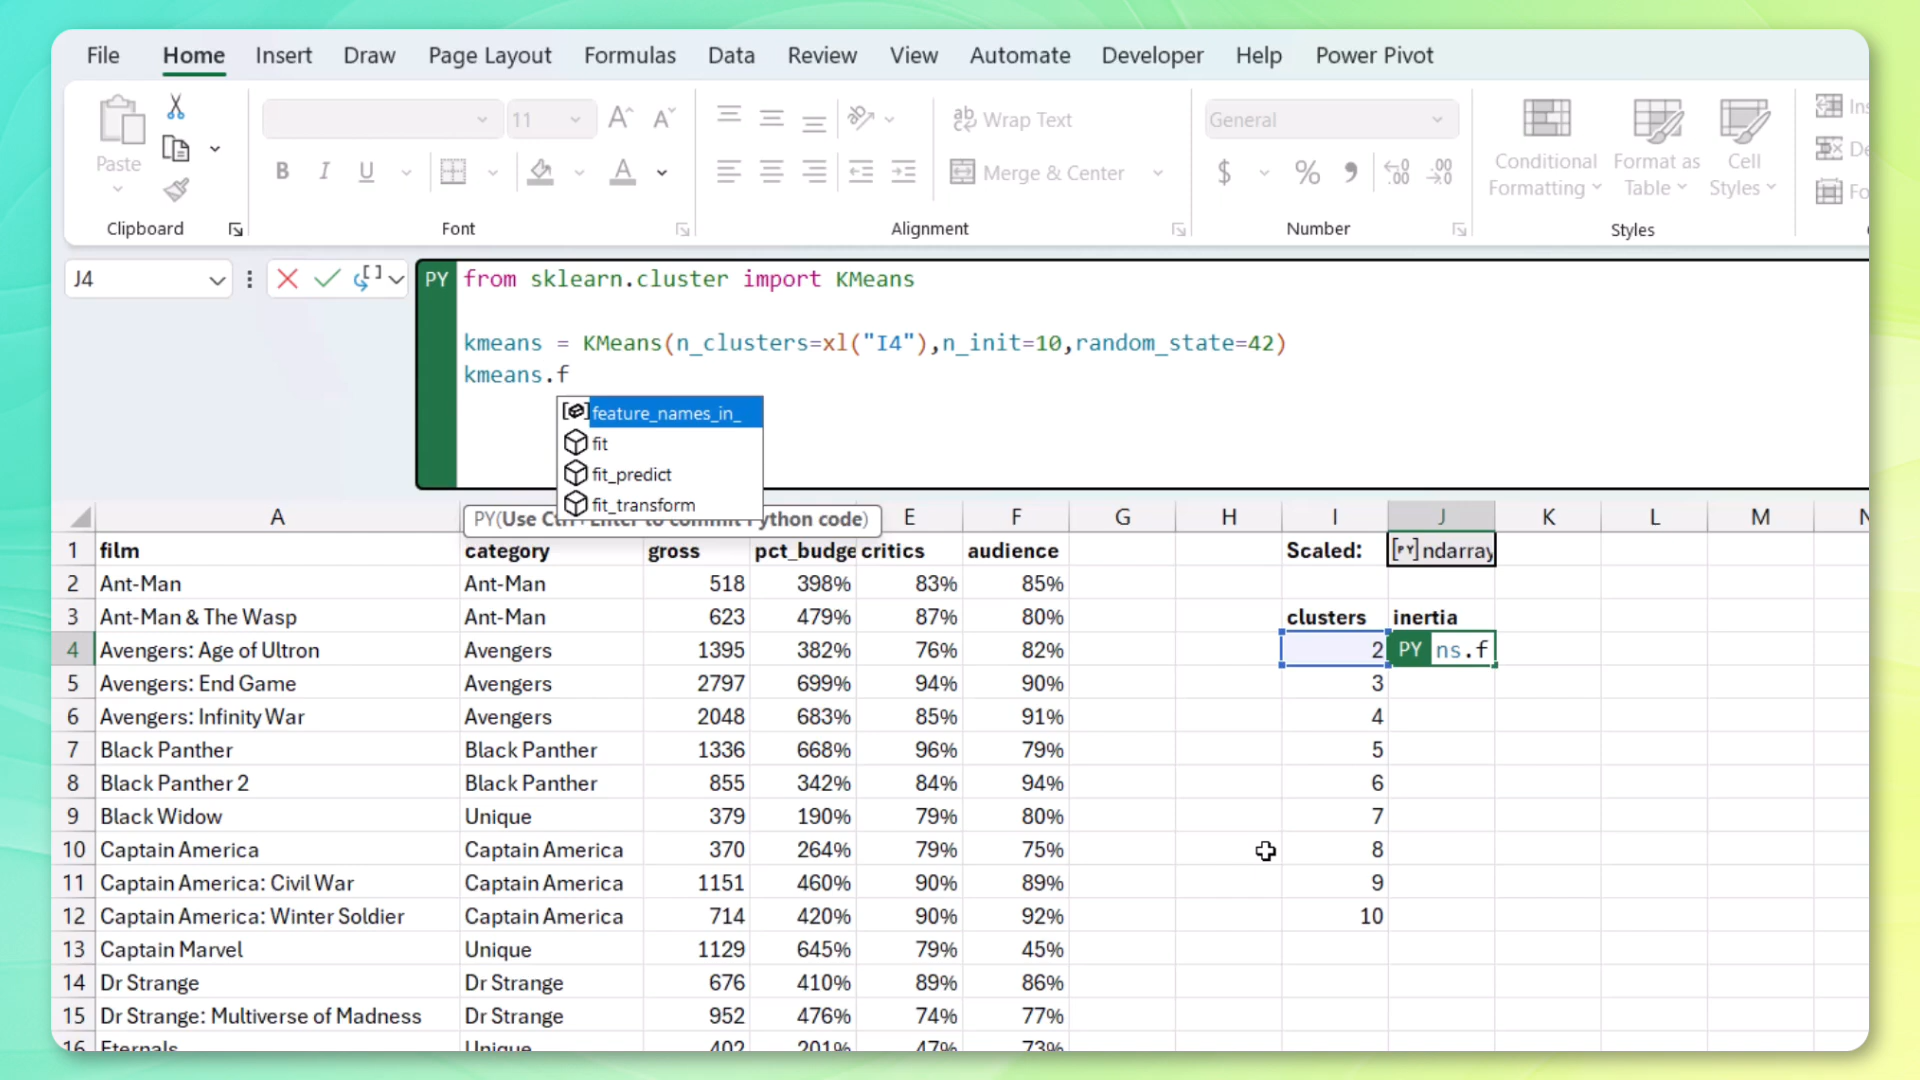 File Home Insert Draw Page Layout Formulas Data Review View Automate Developer Help Power Pivot
11 General
Wrap Text
Paste Merge & Center
Conditional Formatting
Format as Table
Cell Styles
Clipboard Font Alignment Number Styles
J4
PY from sklearn.cluster import KMeans
kmeans = KMeans(n_clusters=xl("I4"),n_init=10,random_state=42)
kmeans.f
feature_names_in_
fit
fit_predict
fit_transform
A E F G H I J K L M N
1 film category gross pct_budge critics audience Scaled: [PY] ndarray
2 Ant-Man Ant-Man 518 398% 83% 85%
3 Ant-Man & The Wasp Ant-Man 623 479% 87% 80% clusters inertia
4 Avengers: Age of Ultron Avengers 1395 382% 76% 82% 2 PY ns.f
5 Avengers: End Game Avengers 2797 699% 94% 90% 3
6 Avengers: Infinity War Avengers 2048 683% 85% 91% 4
7 Black Panther Black Panther 1336 668% 96% 79% 5
8 Black Panther 2 Black Panther 855 342% 84% 94% 6
9 Black Widow Unique 379 190% 79% 80% 7
10 Captain America Captain America 370 264% 79% 75% 8
11 Captain America: Civil War Captain America 1151 460% 90% 89% 9
12 Captain America: Winter Soldier Captain America 714 420% 90% 92% 10
13 Captain Marvel Unique 1129 645% 79% 45%
14 Dr Strange Dr Strange 676 410% 89% 86%
15 Dr Strange: Multiverse of Madness Dr Strange 952 476% 74% 77%
16 Eternals Unique 402 201% 47% 73%